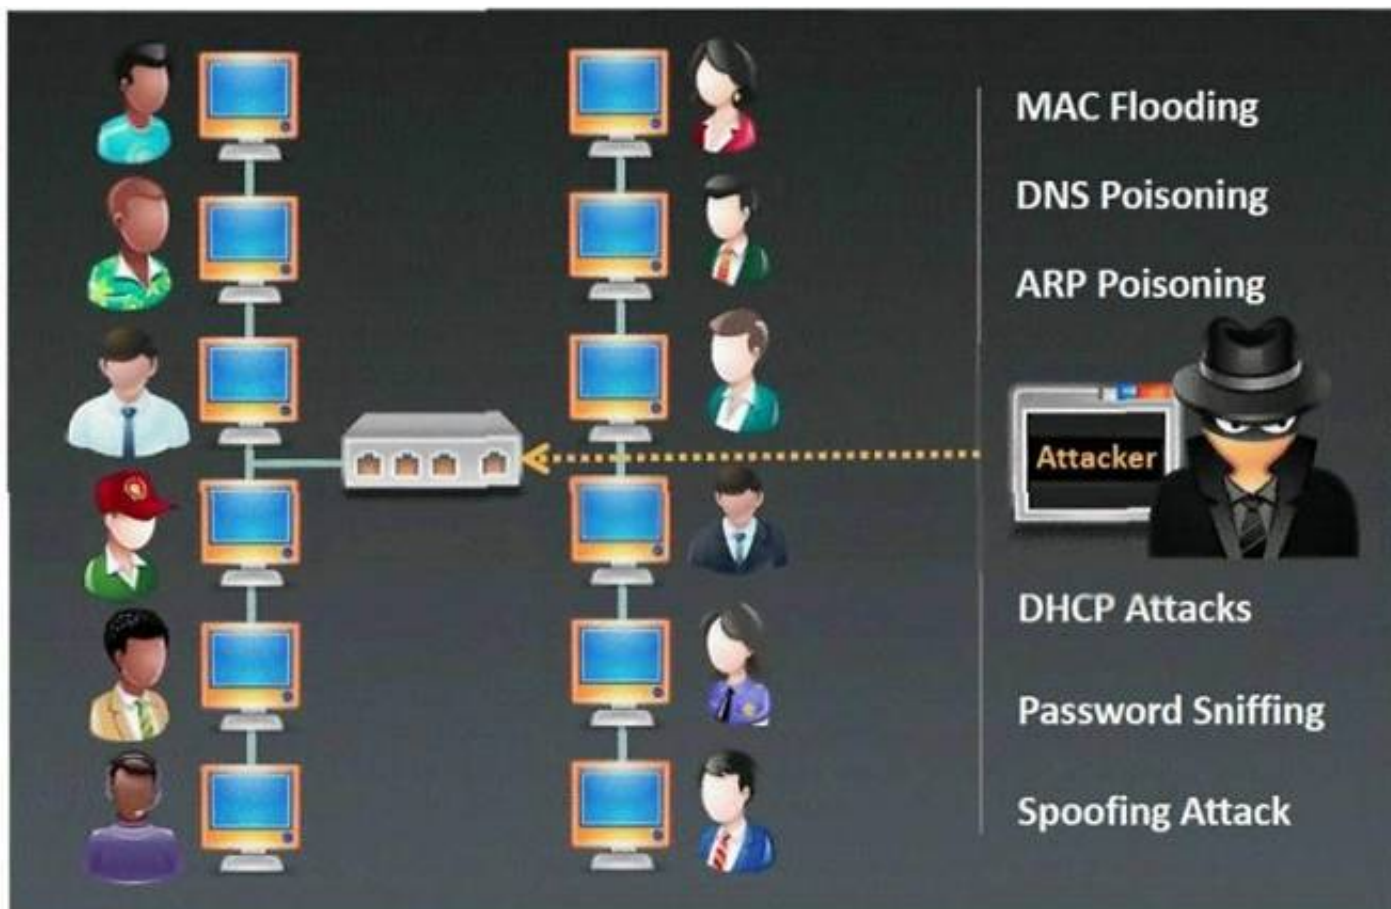 MAC Flooding
DNS Poisoning
ARP Poisoning
Attacker
DHCP Attacks
Password Sniffing
Spoofing Attack